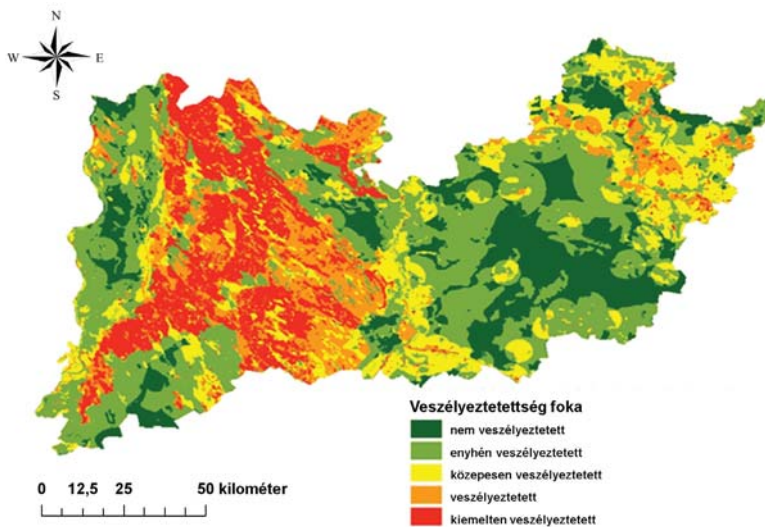 N
W E
S
Veszélyeztetettség foka
nem veszélyeztetett
enyhén veszélyeztetett
közepesen veszélyeztetett
veszélyeztetett
kiemelten veszélyeztetett
0 12,5 25 50 kilométer